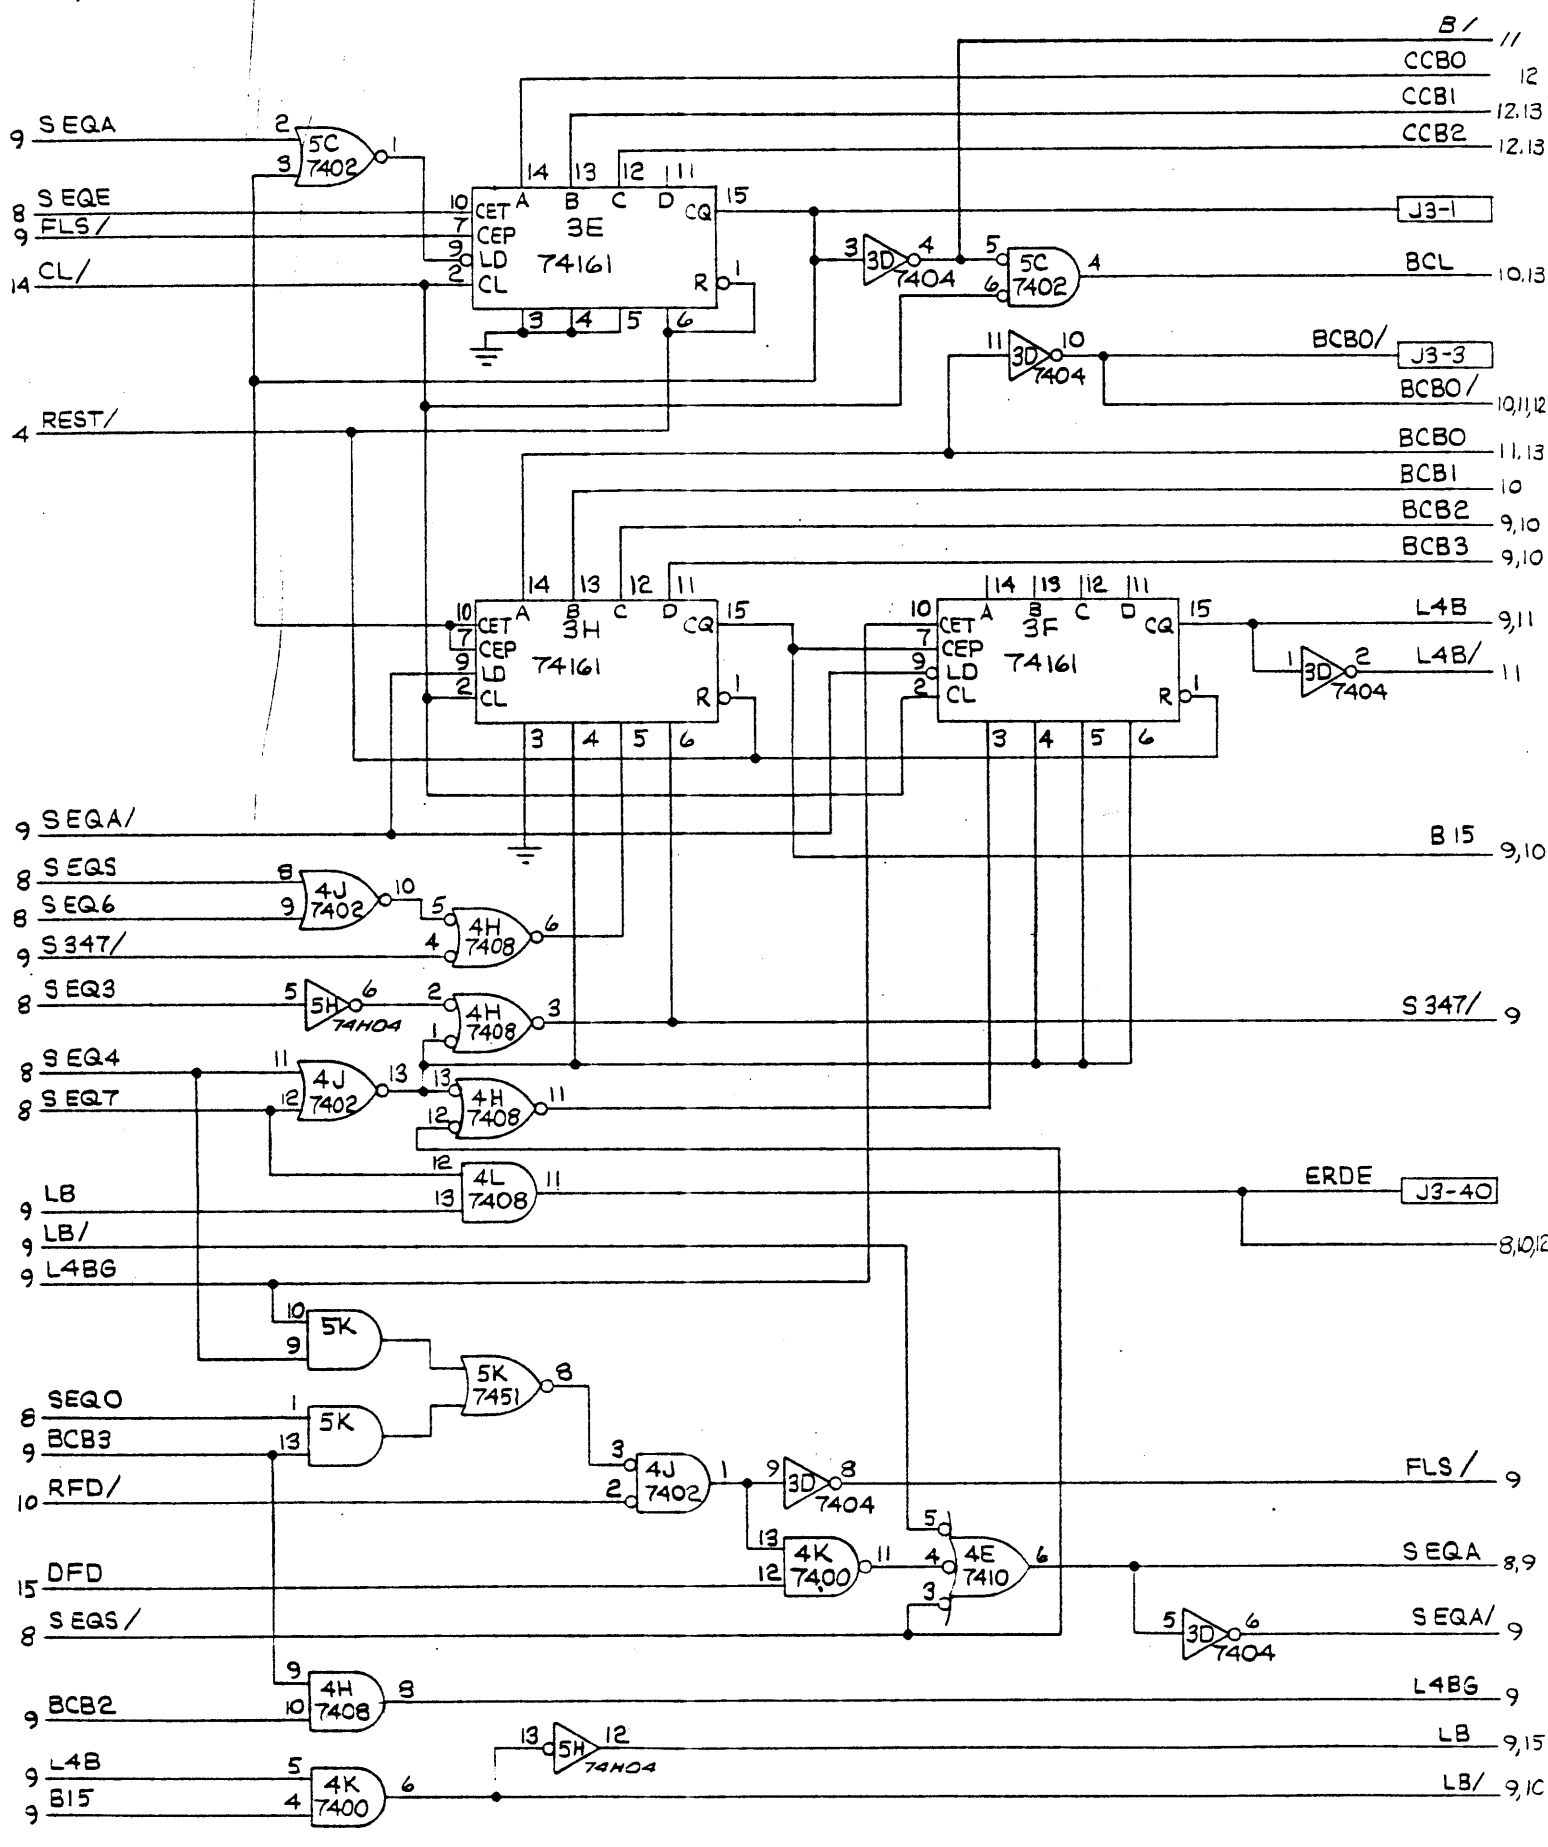 B/ 11
CCB0 12
CCB1 12,13
CCB2 12,13
9 SEQA 2 3 5C 7402 1
14 13 12 11
8 SEQE 10 CET A B C D CQ 15 J3-1
9 FLS/ 7 CEP 3E
9 LD 74161
14 CL/ 2 CL R 1
3 4 5 6
3 3D 4 7404 5 6 5C 7402 4 BCL 10,13
11 3D 10 7404 BCB0/ J3-3
BCB0/ 10,11,12
4 REST/
BCB0 11,13
BCB1 10
BCB2 9,10
BCB3 9,10
14 13 12 11 14 13 12 11
10 CET A B C D CQ 15 10 CET A B C D CQ 15 L4B 9,11
7 CEP 3H 7 CEP 3F
9 LD 74161 9 LD 74161 1 3D 2 7404 L4B/ 11
2 CL R 1 2 CL R 1
3 4 5 6 3 4 5 6
9 SEQA/
B15 9,10
8 SEQ5 8 4J 7402 10
8 SEQ6 9 5 4H 7408 6
9 S347/ 4
8 SEQ3 5 5H 6 74H04 2 1 4H 7408 3 S347/ 9
8 SEQ4 11 4J 7402 13 13 4H 7408 11
8 SEQ7 12 12
12 4L 7408 11 ERDE J3-40
9 LB 13
9 LB/ 8,10,12
9 L4BG
10 9 5K
5K 7451 8
8 SEQ0 1 5K
9 BCB3 13
3 4J 7402 1 9 3D 8 7404 FLS/ 9
10 RFD/ 2
13 4K 7400 11 5 4 3 4E 7410 6 SEQA 8,9
15 DFD 12
8 SEQS/ 5 3D 6 7404 SEQA/ 9
9 4H 7408 8 L4BG 9
9 BCB2 10
13 5H 12 74H04 LB 9,15
9 L4B 5 4K 7400 6 LB/ 9,10
9 B15 4